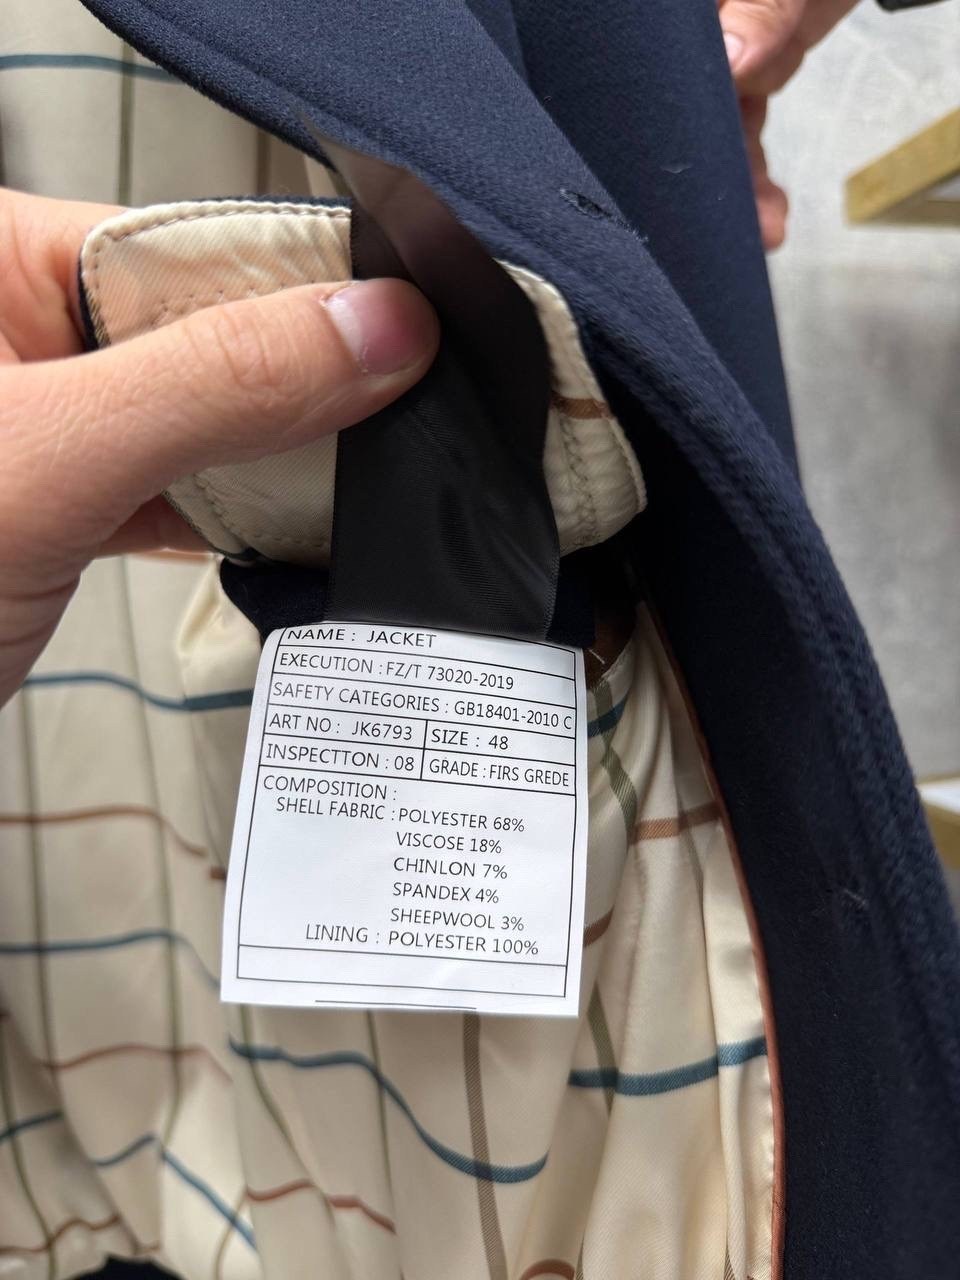 NAME : JACKET
EXECUTION : FZ/T 73020-2019
SAFETY CATEGORIES : GB18401-2010 C
ART NO : JK6793 SIZE : 48
INSPECTTON : 08 GRADE : FIRS GREDE
COMPOSITION :
SHELL FABRIC : POLYESTER 68%
VISCOSE 18%
CHINLON 7%
SPANDEX 4%
SHEEPWOOL 3%
LINING : POLYESTER 100%